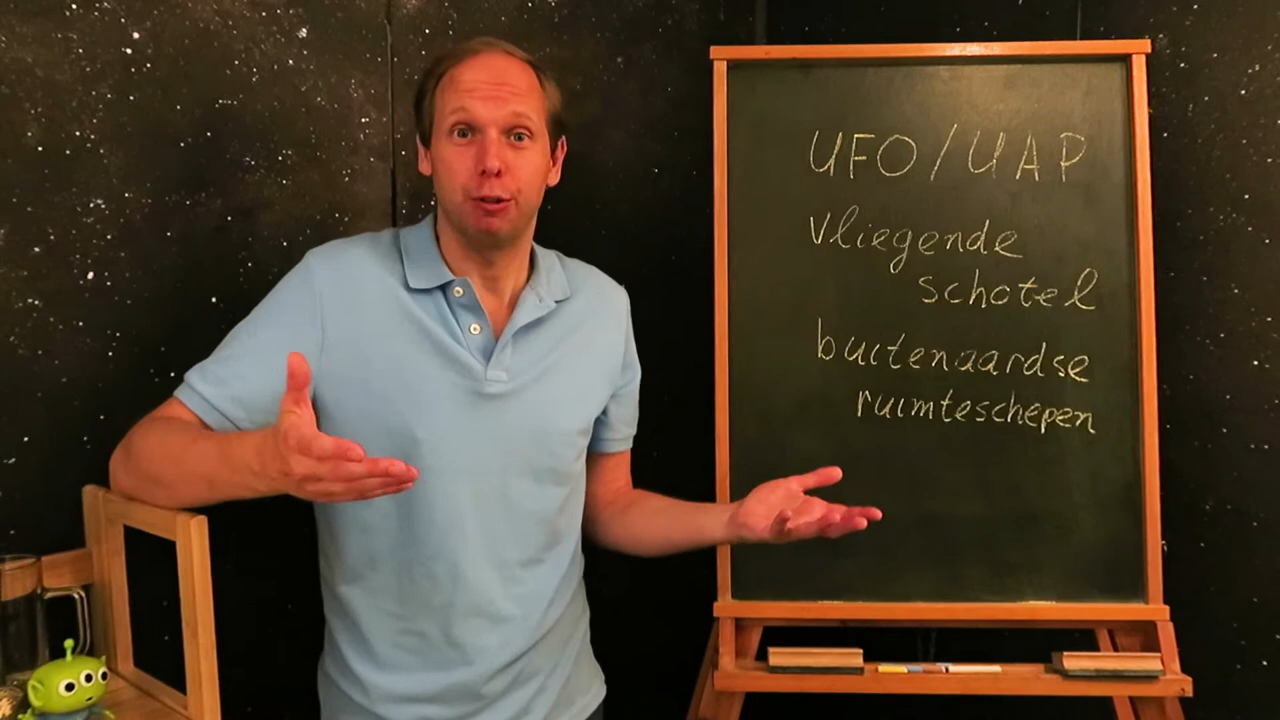 UFO/UAP
vliegende
schotel
buitenaardse
ruimteschepen